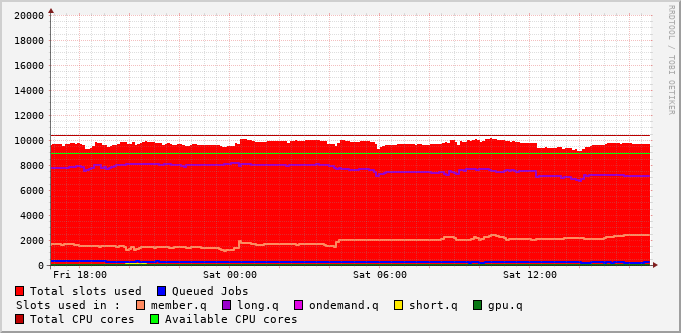 20000
18000
16000
14000
12000
10000
8000
6000
4000
2000
0
Fri 18:00 Sat 00:00 Sat 06:00 Sat 12:00
Total slots used Queued Jobs
Slots used in : member.q long.q ondemand.q short.q gpu.q
Total CPU cores Available CPU cores
RRDTOOL / TOBI OETIKER